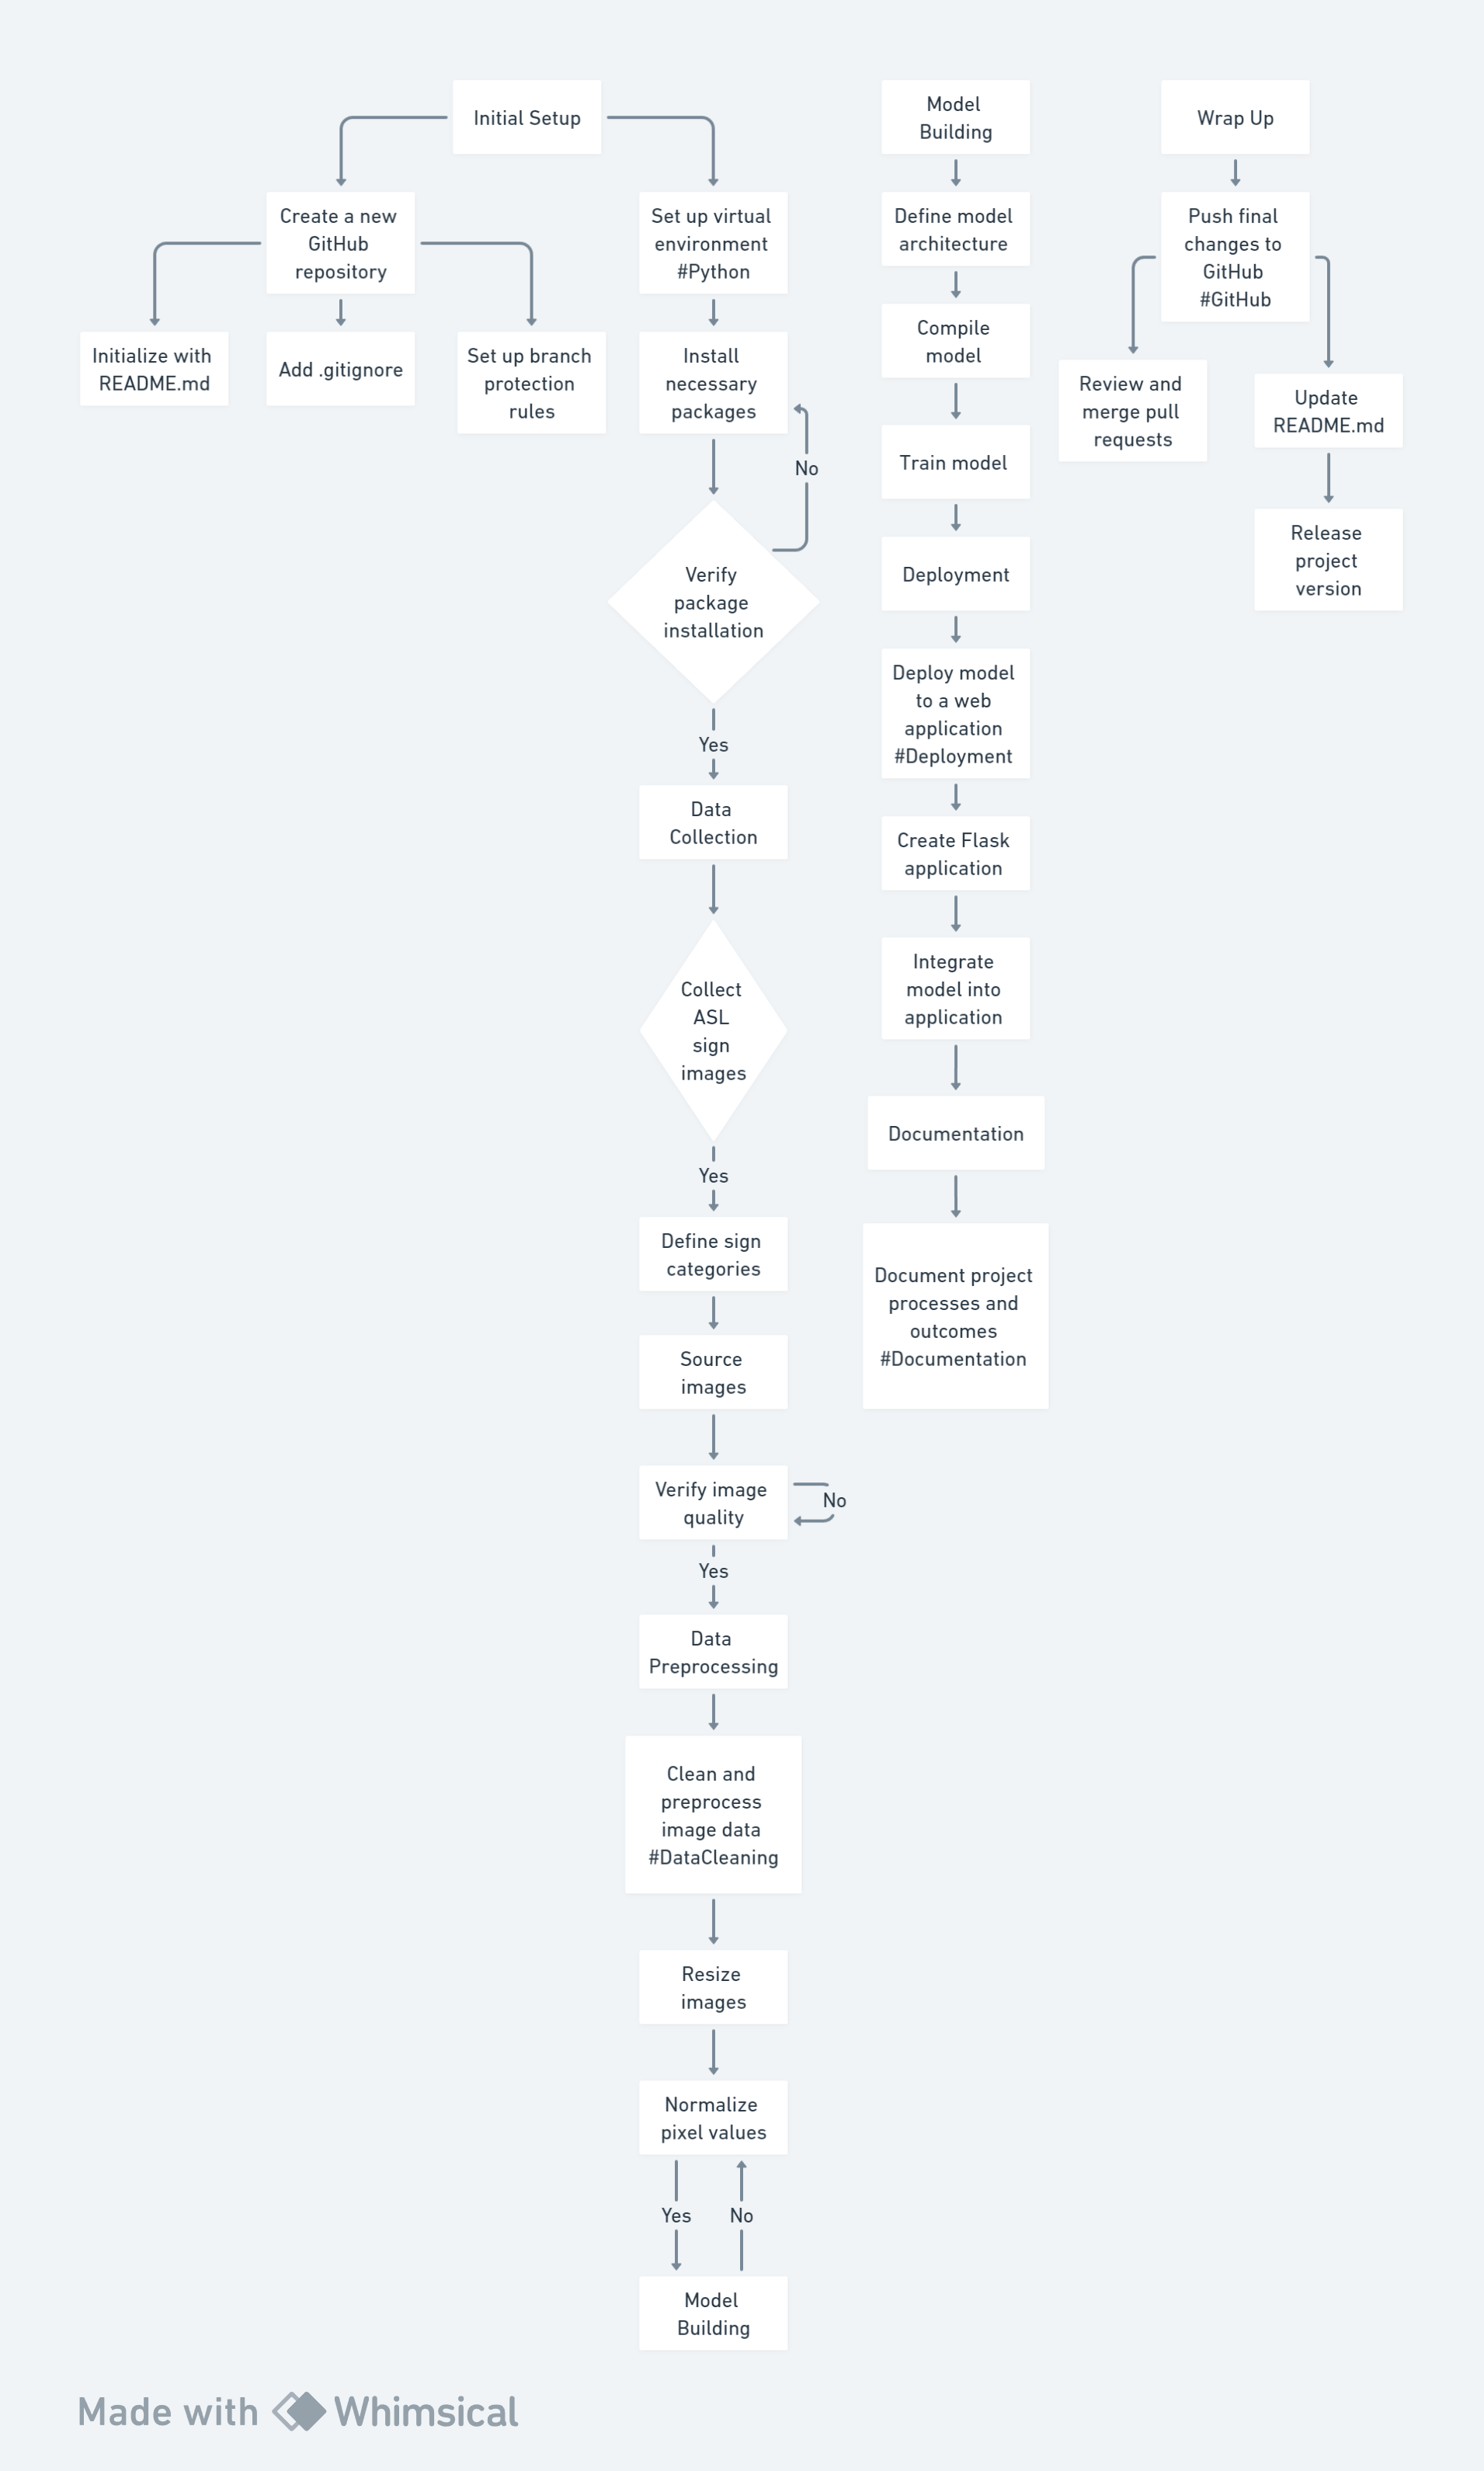 Initial Setup
Create a new
GitHub
repository
Initialize with
README.md
Add .gitignore
Set up branch
protection
rules
Set up virtual
environment
#Python
Install
necessary
packages
No
Verify
package
installation
Yes
Data
Collection
Collect
ASL
sign
images
Yes
Define sign
categories
Source
images
Verify image
quality
No
Yes
Data
Preprocessing
Clean and
preprocess
image data
#DataCleaning
Resize
images
Normalize
pixel values
Yes
No
Model
Building
Model
Building
Define model
architecture
Compile
model
Train model
Deployment
Deploy model
to a web
application
#Deployment
Create Flask
application
Integrate
model into
application
Documentation
Document project
processes and
outcomes
#Documentation
Wrap Up
Push final
changes to
GitHub
#GitHub
Review and
merge pull
requests
Update
README.md
Release
project
version
Made with Whimsical